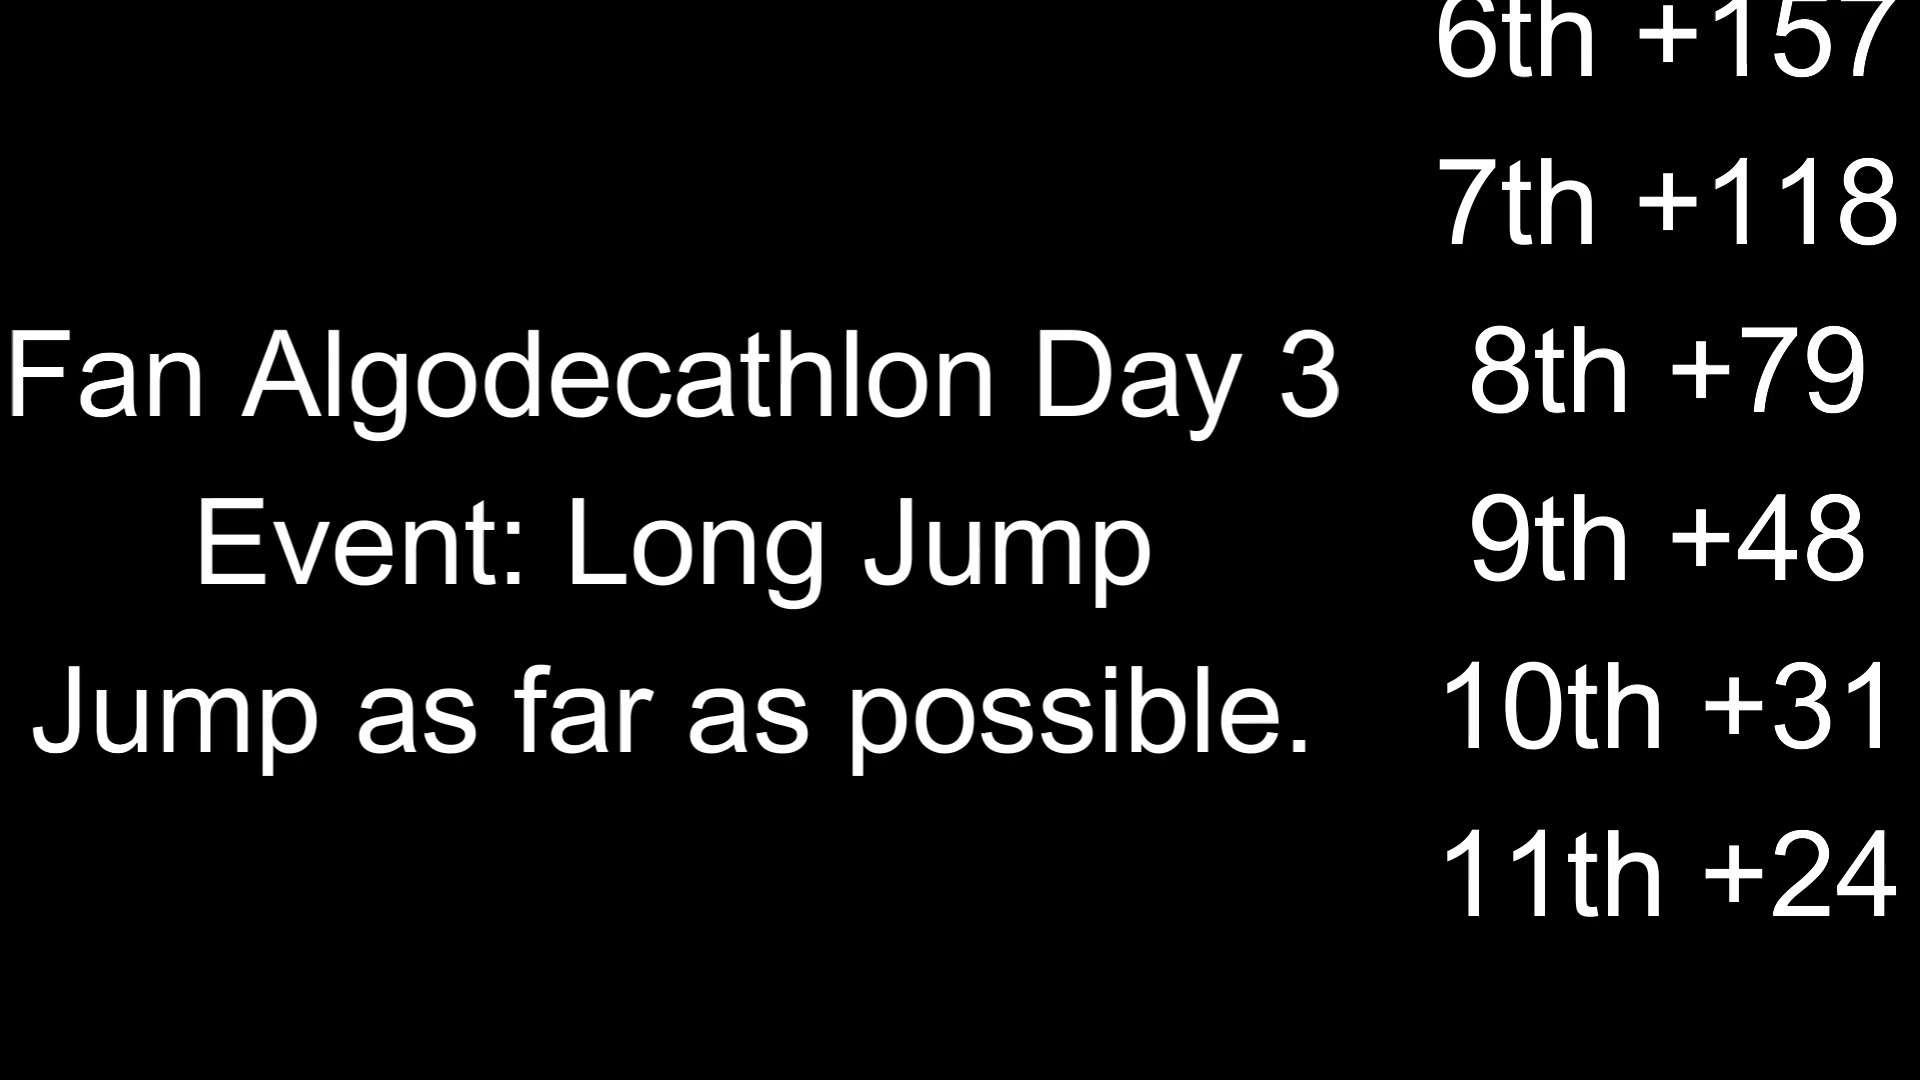 Fan Algodecathlon Day 3
Event: Long Jump
Jump as far as possible.
6th +157
7th +118
8th +79
9th +48
10th +31
11th +24